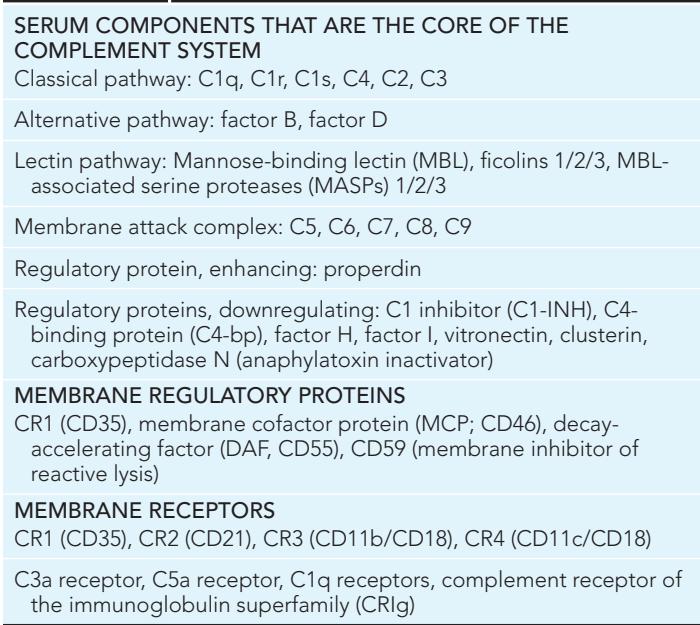 SERUM COMPONENTS THAT ARE THE CORE OF THE
COMPLEMENT SYSTEM
Classical pathway: C1q, C1r, C1s, C4, C2, C3
Alternative pathway: factor B, factor D
Lectin pathway: Mannose-binding lectin (MBL), ficolins 1/2/3, MBL-
associated serine proteases (MASPs) 1/2/3
Membrane attack complex: C5, C6, C7, C8, C9
Regulatory protein, enhancing: properdin
Regulatory proteins, downregulating: C1 inhibitor (C1-INH), C4-
binding protein (C4-bp), factor H, factor I, vitronectin, clusterin,
carboxypeptidase N (anaphylatoxin inactivator)
MEMBRANE REGULATORY PROTEINS
CR1 (CD35), membrane cofactor protein (MCP; CD46), decay-
accelerating factor (DAF, CD55), CD59 (membrane inhibitor of
reactive lysis)
MEMBRANE RECEPTORS
CR1 (CD35), CR2 (CD21), CR3 (CD11b/CD18), CR4 (CD11c/CD18)
C3a receptor, C5a receptor, C1q receptors, complement receptor of
the immunoglobulin superfamily (CRIg)